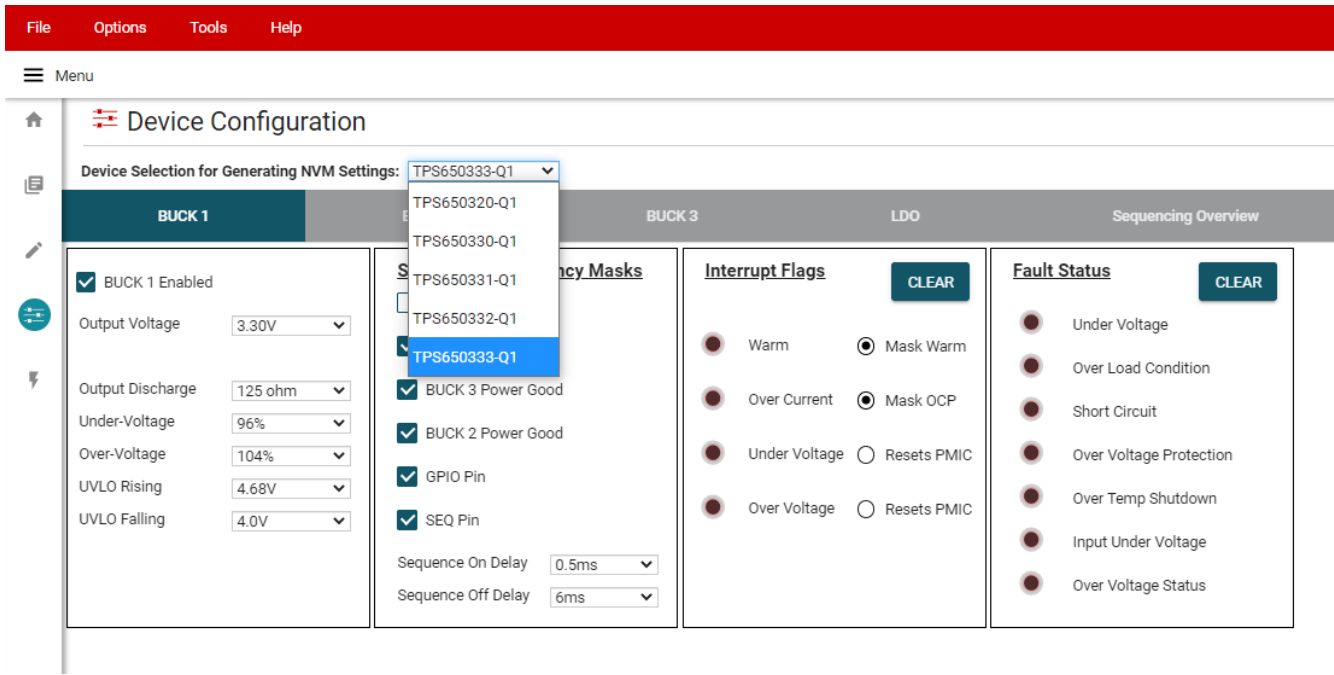 File Options Tools Help
Menu
Device Configuration
Device Selection for Generating NVM Settings: TPS650333-Q1
TPS650320-Q1
TPS650330-Q1
TPS650331-Q1
TPS650332-Q1
TPS650333-Q1
BUCK 1 BUCK 3 LDO Sequencing Overview
BUCK 1 Enabled
Output Voltage 3.30V
Output Discharge 125 ohm
Under-Voltage 96%
Over-Voltage 104%
UVLO Rising 4.68V
UVLO Falling 4.0V
Masks
BUCK 3 Power Good
BUCK 2 Power Good
GPIO Pin
SEQ Pin
Sequence On Delay 0.5ms
Sequence Off Delay 6ms
Interrupt Flags CLEAR
Warm Mask Warm
Over Current Mask OCP
Under Voltage Resets PMIC
Over Voltage Resets PMIC
Fault Status CLEAR
Under Voltage
Over Load Condition
Short Circuit
Over Voltage Protection
Over Temp Shutdown
Input Under Voltage
Over Voltage Status